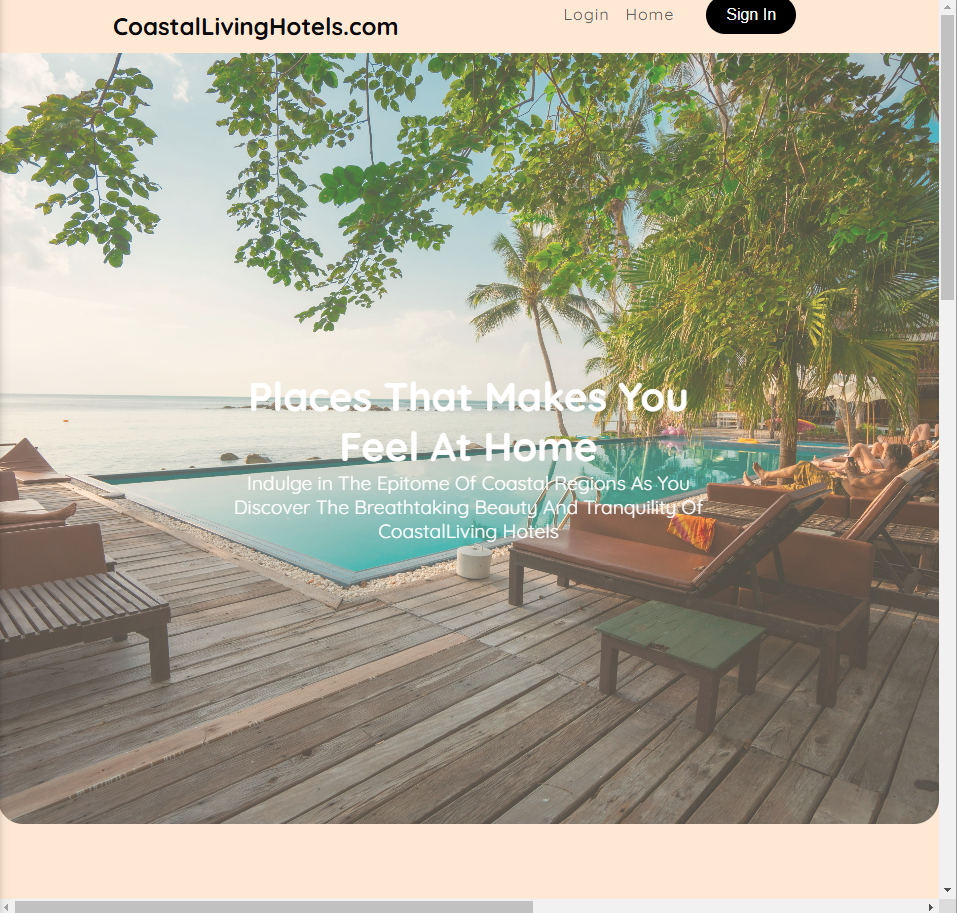 CoastalLivingHotels.com
Login Home Sign In
Places That Makes You
Feel At Home
Indulge in The Epitome Of Coastal Regions As You
Discover The Breathtaking Beauty And Tranquility Of
CoastalLiving Hotels